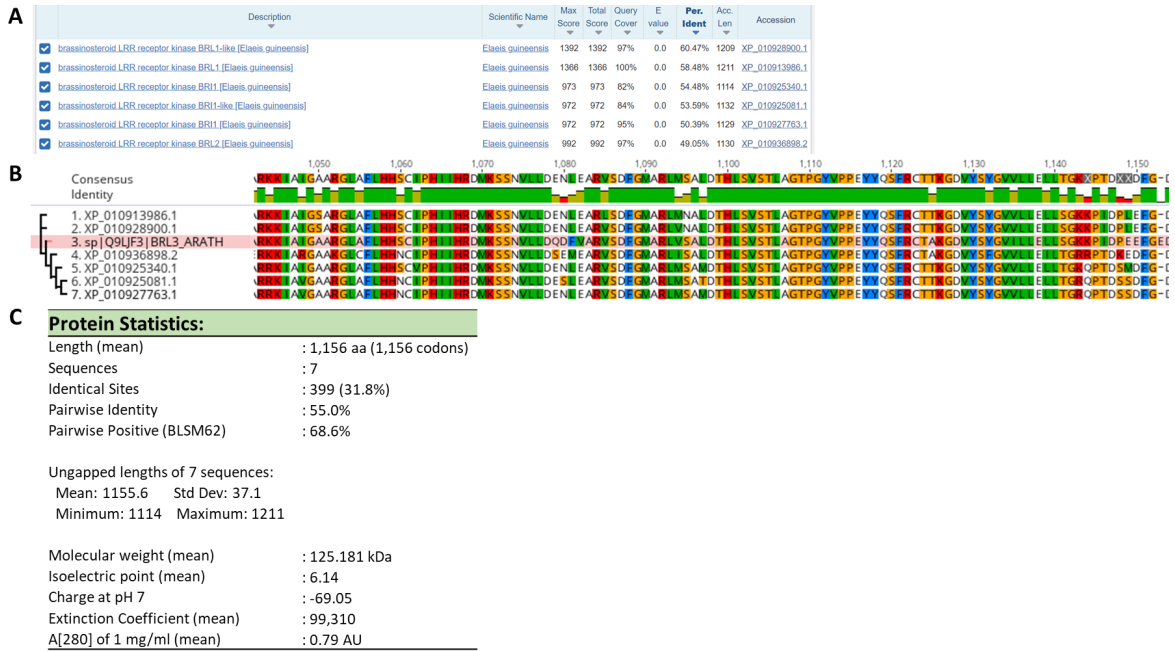 A
Description Scientific Name Max Score Total Score Query Cover E value Per. Ident Acc. Len Accession
brassinosteroid LRR receptor kinase BRL1-like [Elaeis guineensis] Elaeis guineensis 1392 1392 97% 0.0 60.47% 1209 XP_010928900.1
brassinosteroid LRR receptor kinase BRL1 [Elaeis guineensis] Elaeis guineensis 1366 1366 100% 0.0 58.48% 1211 XP_010913986.1
brassinosteroid LRR receptor kinase BRI1 [Elaeis guineensis] Elaeis guineensis 973 973 82% 0.0 54.48% 1114 XP_010925340.1
brassinosteroid LRR receptor kinase BRI1-like [Elaeis guineensis] Elaeis guineensis 972 972 84% 0.0 53.59% 1132 XP_010925081.1
brassinosteroid LRR receptor kinase BRI1 [Elaeis guineensis] Elaeis guineensis 972 972 95% 0.0 50.39% 1129 XP_010927763.1
brassinosteroid LRR receptor kinase BRL2 [Elaeis guineensis] Elaeis guineensis 992 992 97% 0.0 49.05% 1130 XP_010936898.2
B
1,050 1,060 1,070 1,080 1,090 1,100 1,110 1,120 1,130 1,140 1,150
Consensus RKKIAIGAARGLAFLHHSCIPHIIHRDMKSSNVLLDENLEARVSDFGMARLMSALDTHLSVSTLAGTPGYVPPEYYQSFRCTTKGDVYSYGVVLLELLTGKXPTDXXDFG-D
Identity
1. XP_010913986.1 RKKIAIGSARGLAFLHHSCIPHIIHRDMKSSNVLLDENLEARLSDFGMARLMNALDTHLSVSTLAGTPGYVPPEYYQSFRCTTKGDVYSYGVVLLELLSGKKPIDPLEFG-D
2. XP_010928900.1
3. sp|Q9LJF3|BRL3_ARATH
4. XP_010936898.2
5. XP_010925340.1
6. XP_010925081.1
7. XP_010927763.1
C
Protein Statistics:
Length (mean) : 1,156 aa (1,156 codons)
Sequences : 7
Identical Sites : 399 (31.8%)
Pairwise Identity : 55.0%
Pairwise Positive (BLSM62) : 68.6%
Ungapped lengths of 7 sequences:
Mean: 1155.6 Std Dev: 37.1
Minimum: 1114 Maximum: 1211
Molecular weight (mean) : 125.181 kDa
Isoelectric point (mean) : 6.14
Charge at pH 7 : -69.05
Extinction Coefficient (mean) : 99,310
A[280] of 1 mg/ml (mean) : 0.79 AU